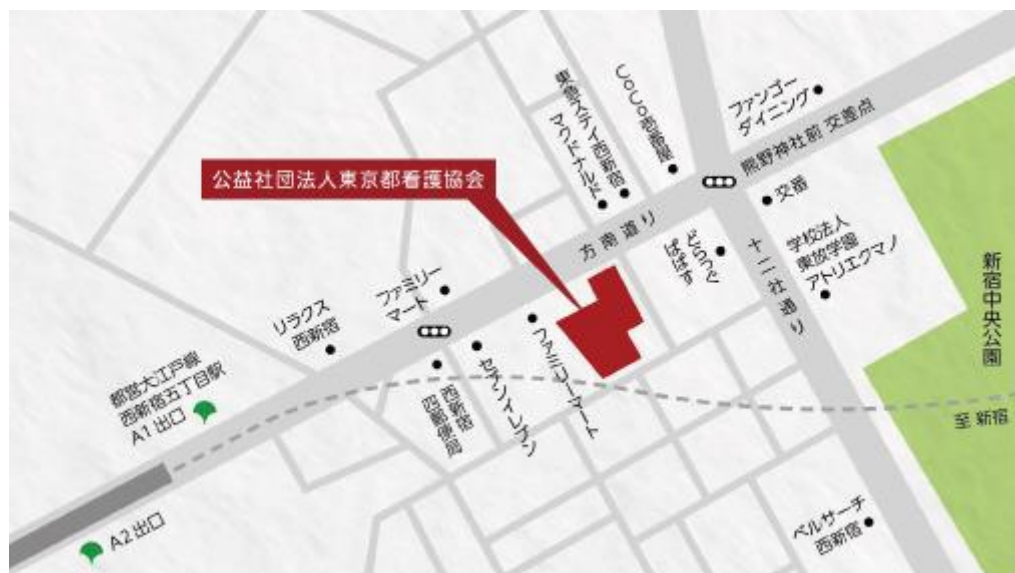 公益社団法人東京都看護協会
東急ステイ西新宿
マクドナルド
CoCo壱番屋
ファンゴー
ダイニング
熊野神社前 交差点
交番
学校法人
東放学園
アトリエクマノ
十二社通り
方南道り
どらっぐ
ぱぱす
新宿中央公園
至 新宿
ファミリー
マート
リラクス
西新宿
都営大江戸線
西新宿五丁目駅
A1 出口
A2 出口
西新宿
四郵便局
セブンイレブン
ファミリーマート
ベルサーチ
西新宿